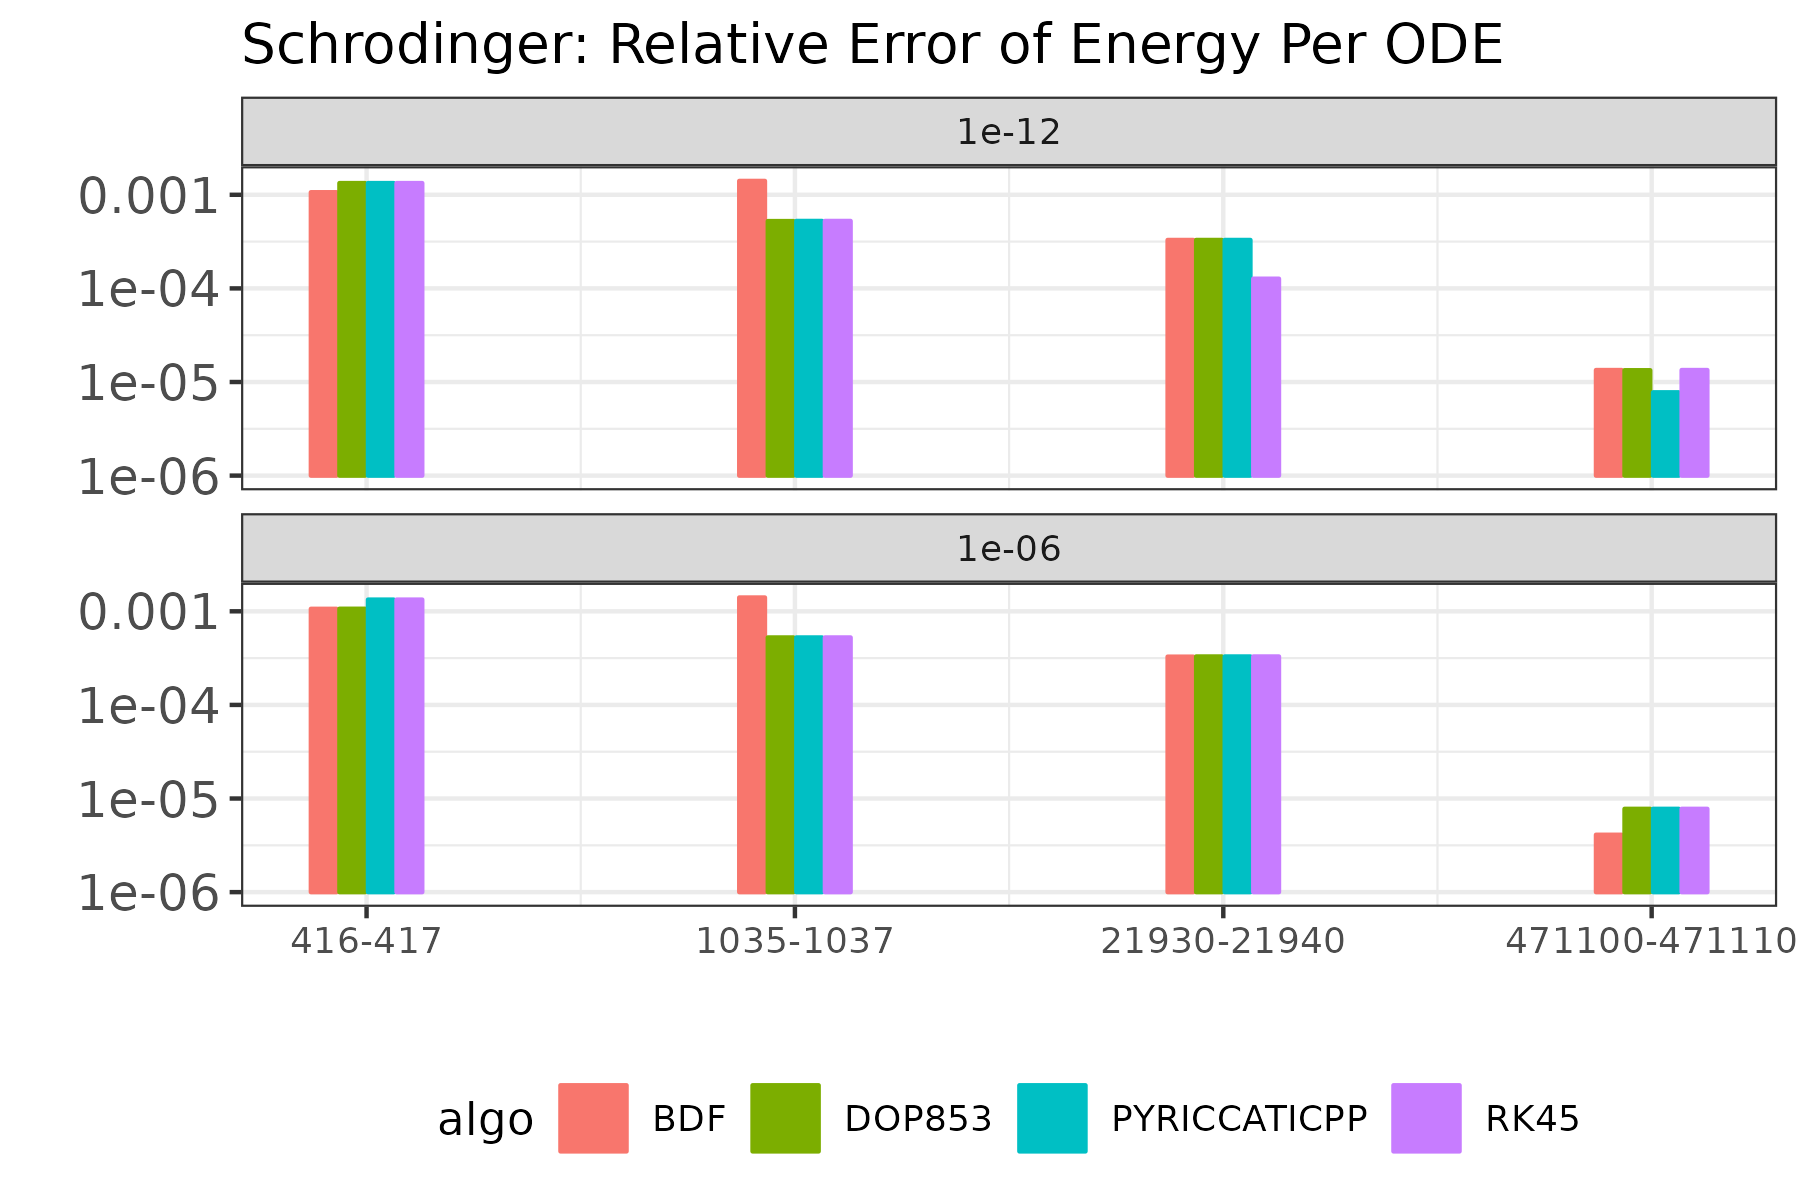 Schrodinger: Relative Error of Energy Per ODE
1e-12
0.001
1e-04
1e-05
1e-06
1e-06
0.001
1e-04
1e-05
1e-06
416-417 1035-1037 21930-21940 471100-471110
algo BDF DOP853 PYRICCATICPP RK45